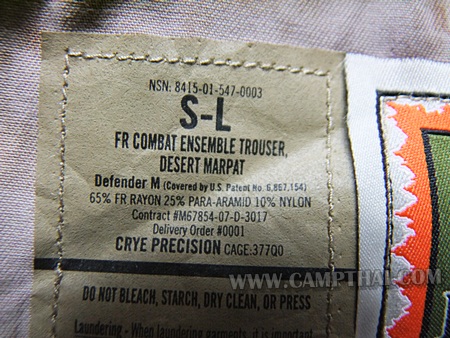 NSN: 8415-01-547-0003
S-L
FR COMBAT ENSEMBLE TROUSER,
DESERT MARPAT
Defender M (Covered by U.S. Patent No. 6,867,154)
65% FR RAYON 25% PARA-ARAMID 10% NYLON
Contract #M67854-07-D-3017
Delivery Order #0001
CRYE PRECISION CAGE:377Q0
WWW.CAMPTHAI.COM
DO NOT BLEACH, STARCH, DRY CLEAN, OR PRESS
Laundering - When laundering garments, it is important